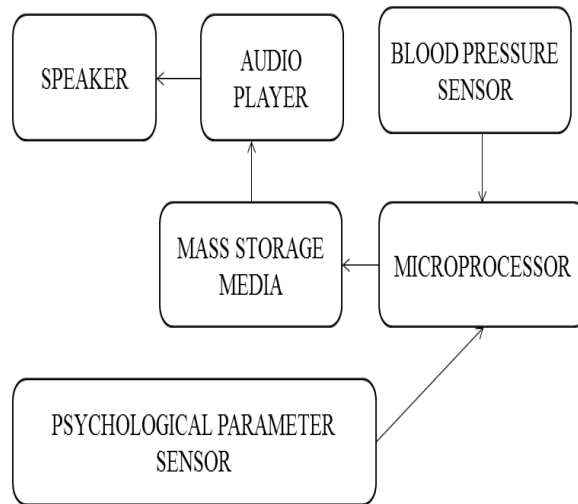 SPEAKER
AUDIO
PLAYER
BLOOD PRESSURE
SENSOR
MASS STORAGE
MEDIA
MICROPROCESSOR
PSYCHOLOGICAL PARAMETER
SENSOR